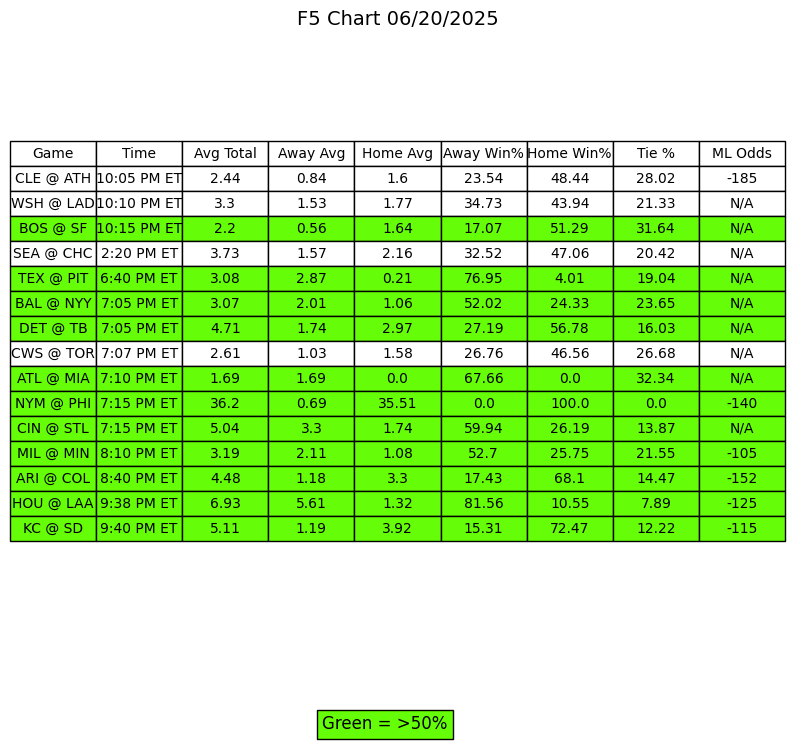 F5 Chart 06/20/2025
Game Time Avg Total Away Avg Home Avg Away Win% Home Win% Tie % ML Odds
CLE @ ATH 10:05 PM ET 2.44 0.84 1.6 23.54 48.44 28.02 -185
WSH @ LAD 10:10 PM ET 3.3 1.53 1.77 34.73 43.94 21.33 N/A
BOS @ SF 10:15 PM ET 2.2 0.56 1.64 17.07 51.29 31.64 N/A
SEA @ CHC 2:20 PM ET 3.73 1.57 2.16 32.52 47.06 20.42 N/A
TEX @ PIT 6:40 PM ET 3.08 2.87 0.21 76.95 4.01 19.04 N/A
BAL @ NYY 7:05 PM ET 3.07 2.01 1.06 52.02 24.33 23.65 N/A
DET @ TB 7:05 PM ET 4.71 1.74 2.97 27.19 56.78 16.03 N/A
CWS @ TOR 7:07 PM ET 2.61 1.03 1.58 26.76 46.56 26.68 N/A
ATL @ MIA 7:10 PM ET 1.69 1.69 0.0 67.66 0.0 32.34 N/A
NYM @ PHI 7:15 PM ET 36.2 0.69 35.51 0.0 100.0 0.0 -140
CIN @ STL 7:15 PM ET 5.04 3.3 1.74 59.94 26.19 13.87 N/A
MIL @ MIN 8:10 PM ET 3.19 2.11 1.08 52.7 25.75 21.55 -105
ARI @ COL 8:40 PM ET 4.48 1.18 3.3 17.43 68.1 14.47 -152
HOU @ LAA 9:38 PM ET 6.93 5.61 1.32 81.56 10.55 7.89 -125
KC @ SD 9:40 PM ET 5.11 1.19 3.92 15.31 72.47 12.22 -115
Green = >50%